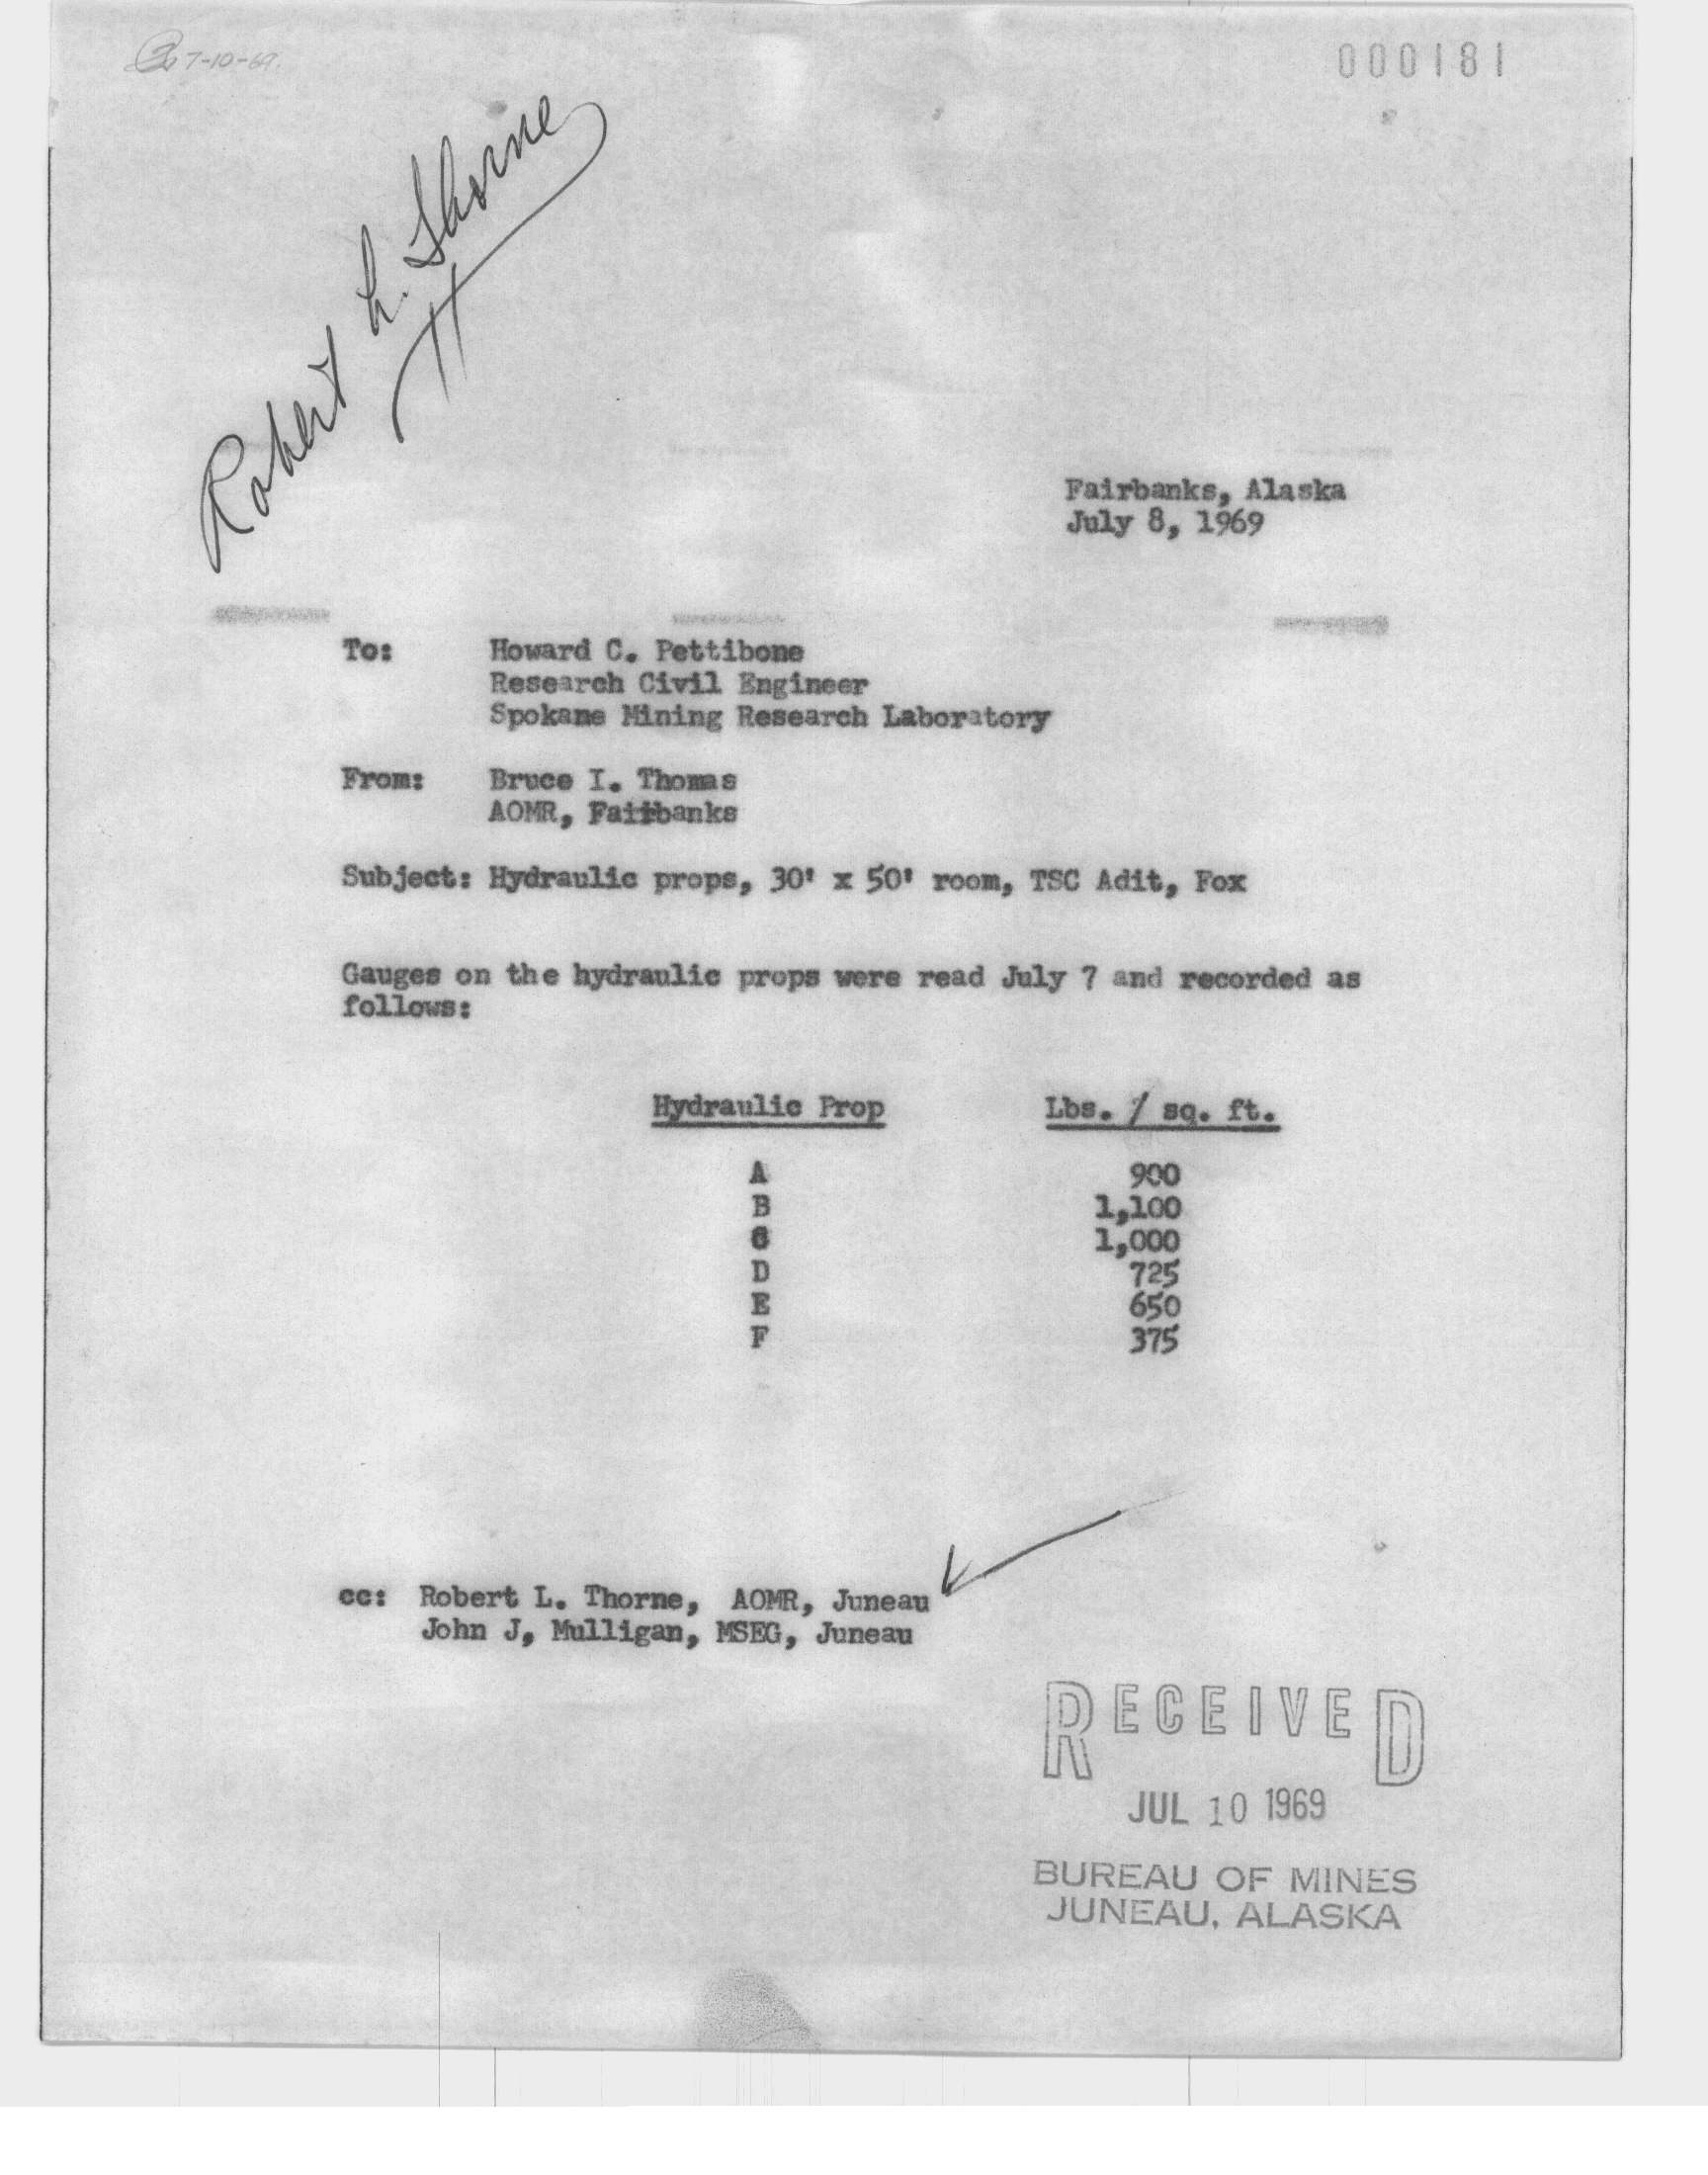 7-10-69.
000181
Robert L. Thorne
Fairbanks, Alaska
July 8, 1969
To: Howard C. Pettibone
Research Civil Engineer
Spokane Mining Research Laboratory
From: Bruce I. Thomas
AOMR, Fairbanks
Subject: Hydraulic props, 30' x 50' room, TSC Adit, Fox
Gauges on the hydraulic props were read July 7 and recorded as
follows:
Hydraulic Prop Lbs. / sq. ft.
A 900
B 1,100
C 1,000
D 725
E 650
F 375
cc: Robert L. Thorne, AOMR, Juneau
John J, Mulligan, MSEG, Juneau
RECEIVED
JUL 10 1969
BUREAU OF MINES
JUNEAU, ALASKA